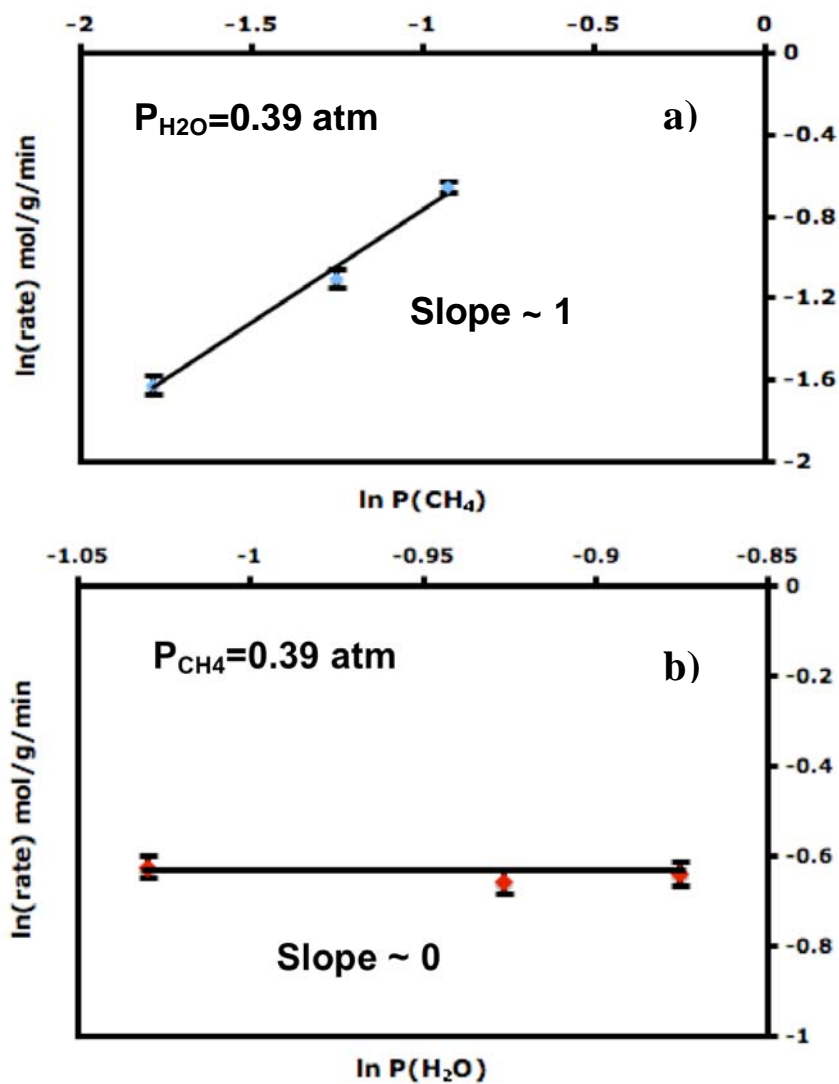 -2 -1.5 -1 -0.5 0
0
P_H2O=0.39 atm a)
-0.4
-0.8
ln(rate) mol/g/min
Slope ~ 1
-1.2
-1.6
-2
ln P(CH₄)
-1.05 -1 -0.95 -0.9 -0.85
0
P_CH4=0.39 atm b)
-0.2
-0.4
ln(rate) mol/g/min
-0.6
Slope ~ 0
-0.8
-1
ln P(H₂O)